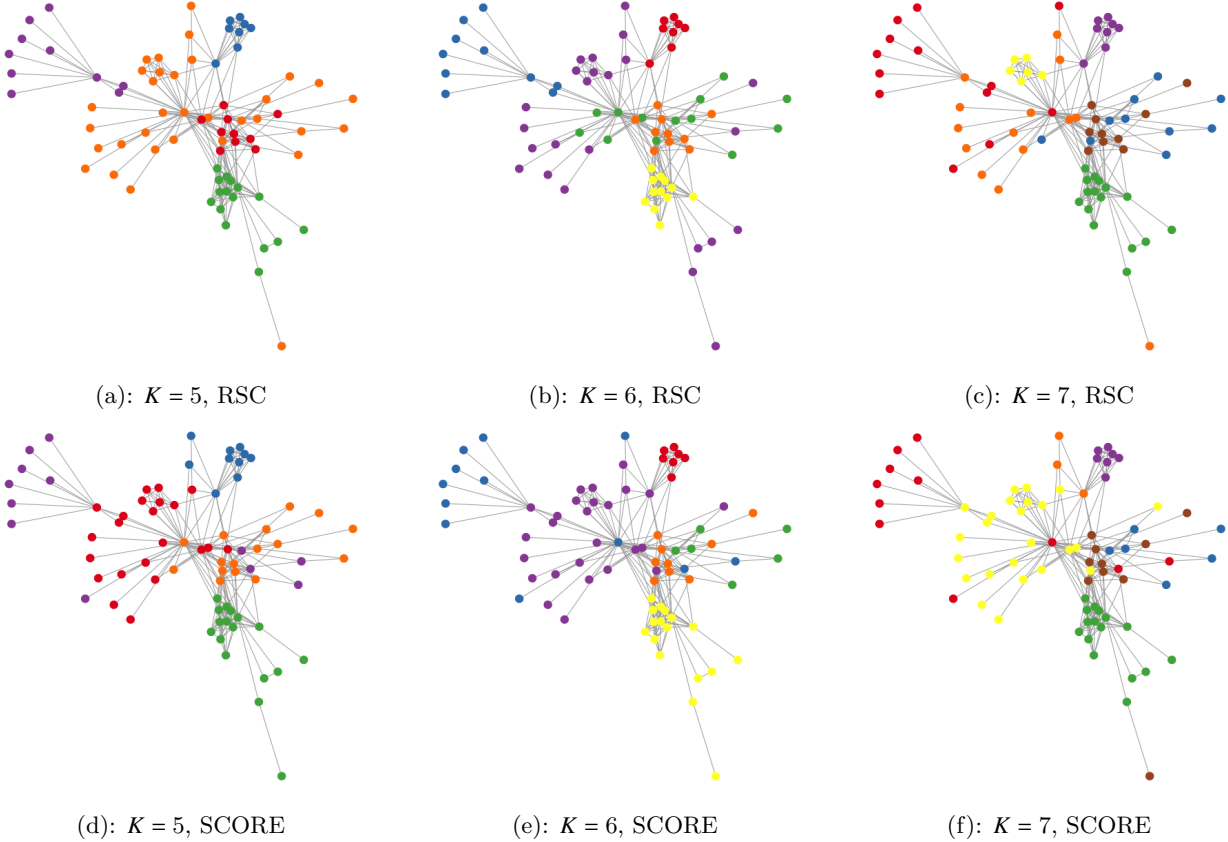 (a): K = 5, RSC
(b): K = 6, RSC
(c): K = 7, RSC
(d): K = 5, SCORE
(e): K = 6, SCORE
(f): K = 7, SCORE